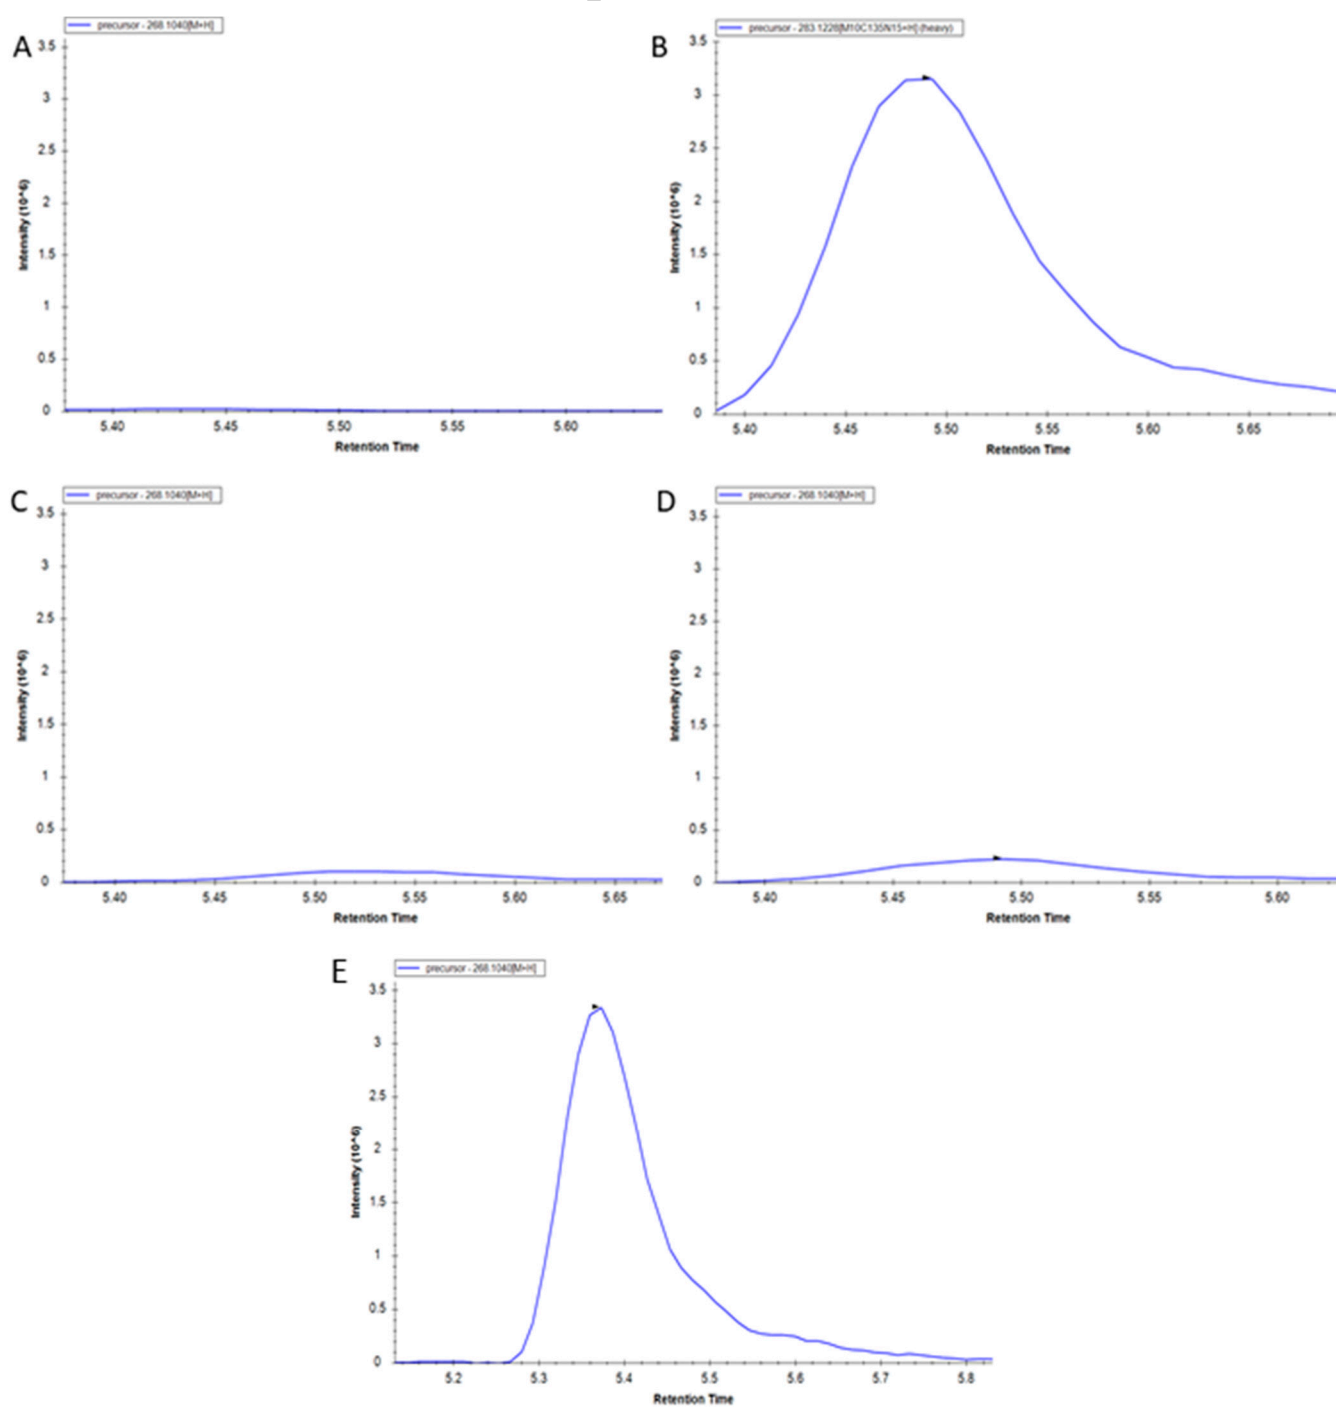 A
precursor - 268.1040[M+H]
3.5
3
2.5
2
1.5
1
0.5
0
Intensity (10^6)
5.40 5.45 5.50 5.55 5.60
Retention Time
B
precursor - 283.1228[M10C135N15+H] (heavy)
3.5
3
2.5
2
1.5
1
0.5
0
Intensity (10^6)
5.40 5.45 5.50 5.55 5.60 5.65
Retention Time
C
precursor - 268.1040[M+H]
3.5
3
2.5
2
1.5
1
0.5
0
Intensity (10^6)
5.40 5.45 5.50 5.55 5.60 5.65
Retention Time
D
precursor - 268.1040[M+H]
3.5
3
2.5
2
1.5
1
0.5
0
Intensity (10^6)
5.40 5.45 5.50 5.55 5.60
Retention Time
E
precursor - 268.1040[M+H]
3.5
3
2.5
2
1.5
1
0.5
0
Intensity (10^6)
5.2 5.3 5.4 5.5 5.6 5.7 5.8
Retention Time